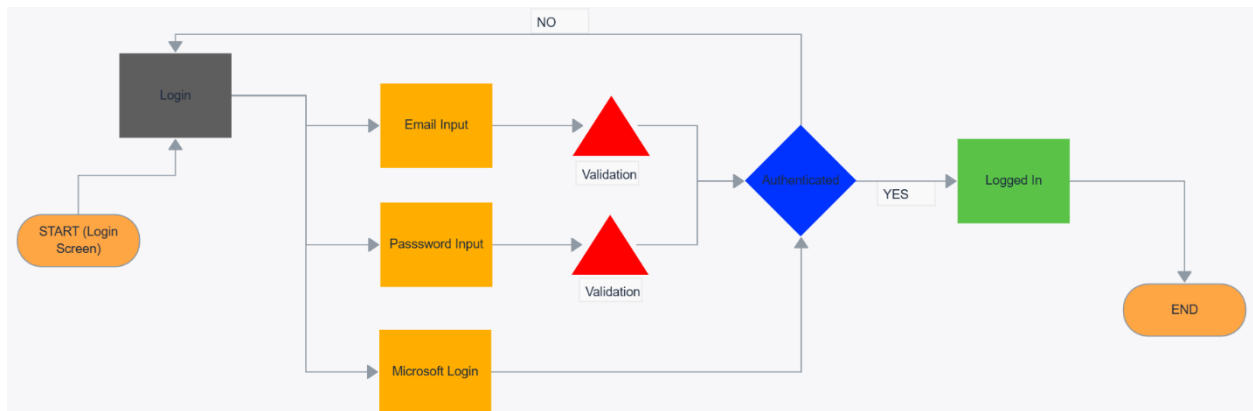 NO
Login
Email Input
Validation
Authenticated
YES
Logged In
START (Login
Screen)
Passsword Input
Validation
END
Microsoft Login